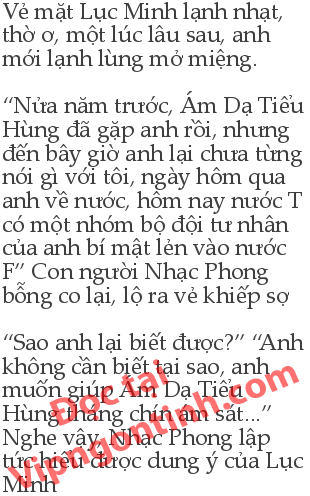 Vẻ mặt Lục Minh lạnh nhạt,
thờ ơ, một lúc lâu sau, anh
mới lạnh lùng mở miệng.
“Nửa năm trước, Ám Dạ Tiểu
Hùng đã gặp anh rồi, nhưng
đến bây giờ anh lại chưa từng
nói gì với tôi, ngày hôm qua
anh về nước, hôm nay nước T
có một nhóm bộ đội tư nhân
của anh bí mật lẻn vào nước
F” Con người Nhạc Phong
bỗng co lại, lộ ra vẻ khiếp sợ
“Sao anh lại biết được?” “Anh
không cần biết tại sao, anh
muốn giúp Ám Dạ Tiểu
Hùng thăng chín ám sát...”
Nghe vậy, Nhạc Phong lập
tức hiểu được dung ý của Lục
Minh
Đọc tại
Vipngontinh.com